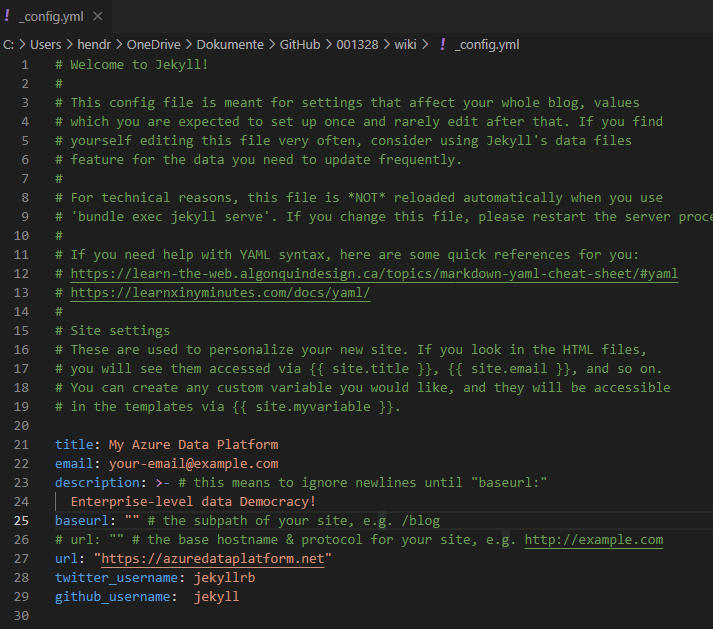 ! _config.yml ×
C: > Users > hendr > OneDrive > Dokumente > GitHub > 001328 > wiki > ! _config.yml
1 # Welcome to Jekyll!
2 #
3 # This config file is meant for settings that affect your whole blog, values
4 # which you are expected to set up once and rarely edit after that. If you find
5 # yourself editing this file very often, consider using Jekyll's data files
6 # feature for the data you need to update frequently.
7 #
8 # For technical reasons, this file is *NOT* reloaded automatically when you use
9 # 'bundle exec jekyll serve'. If you change this file, please restart the server proce
10 #
11 # If you need help with YAML syntax, here are some quick references for you:
12 # https://learn-the-web.algonquindesign.ca/topics/markdown-yaml-cheat-sheet/#yaml
13 # https://learnxinyminutes.com/docs/yaml/
14 #
15 # Site settings
16 # These are used to personalize your new site. If you look in the HTML files,
17 # you will see them accessed via {{ site.title }}, {{ site.email }}, and so on.
18 # You can create any custom variable you would like, and they will be accessible
19 # in the templates via {{ site.myvariable }}.
20
21 title: My Azure Data Platform
22 email: your-email@example.com
23 description: >- # this means to ignore newlines until "baseurl:"
24   Enterprise-level data Democracy!
25 baseurl: "" # the subpath of your site, e.g. /blog
26 # url: "" # the base hostname & protocol for your site, e.g. http://example.com
27 url: "https://azuredataplatform.net"
28 twitter_username: jekyllrb
29 github_username:  jekyll
30